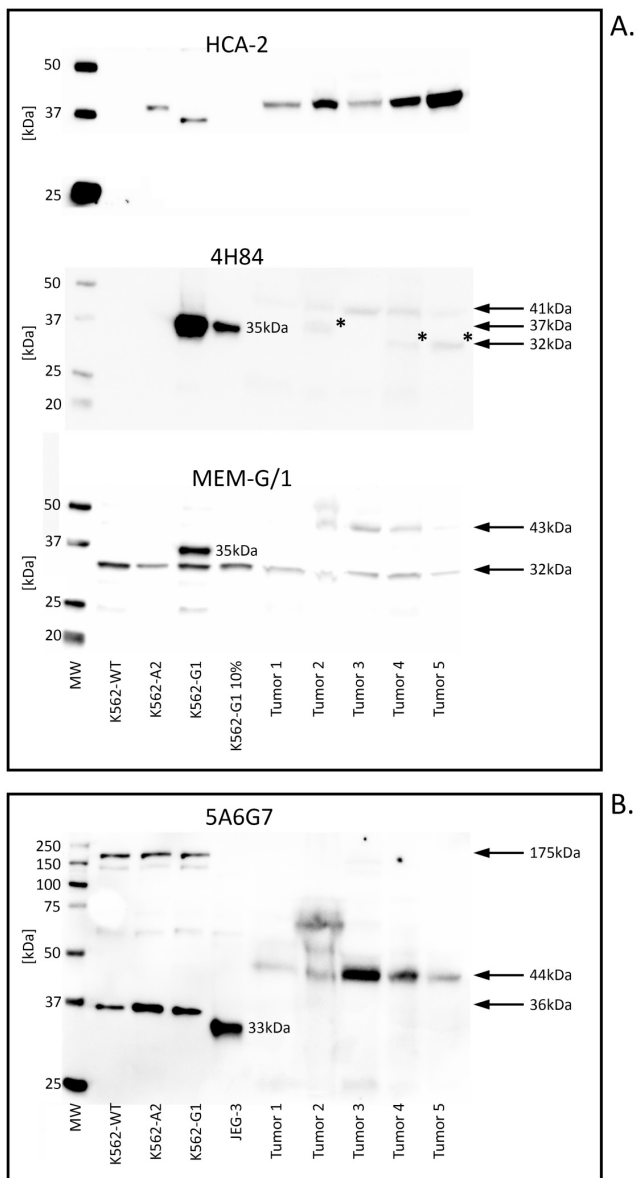 A.
HCA-2
50
37
25
[kDa]
4H84
50
37
25
20
[kDa]
35kDa
*
*
*
41kDa
37kDa
32kDa
MEM-G/1
50
37
25
20
[kDa]
35kDa
43kDa
32kDa
MW
K562-WT
K562-A2
K562-G1
K562-G1 10%
Tumor 1
Tumor 2
Tumor 3
Tumor 4
Tumor 5
B.
5A6G7
250
150
100
75
50
37
25
[kDa]
33kDa
175kDa
44kDa
36kDa
MW
K562-WT
K562-A2
K562-G1
JEG-3
Tumor 1
Tumor 2
Tumor 3
Tumor 4
Tumor 5